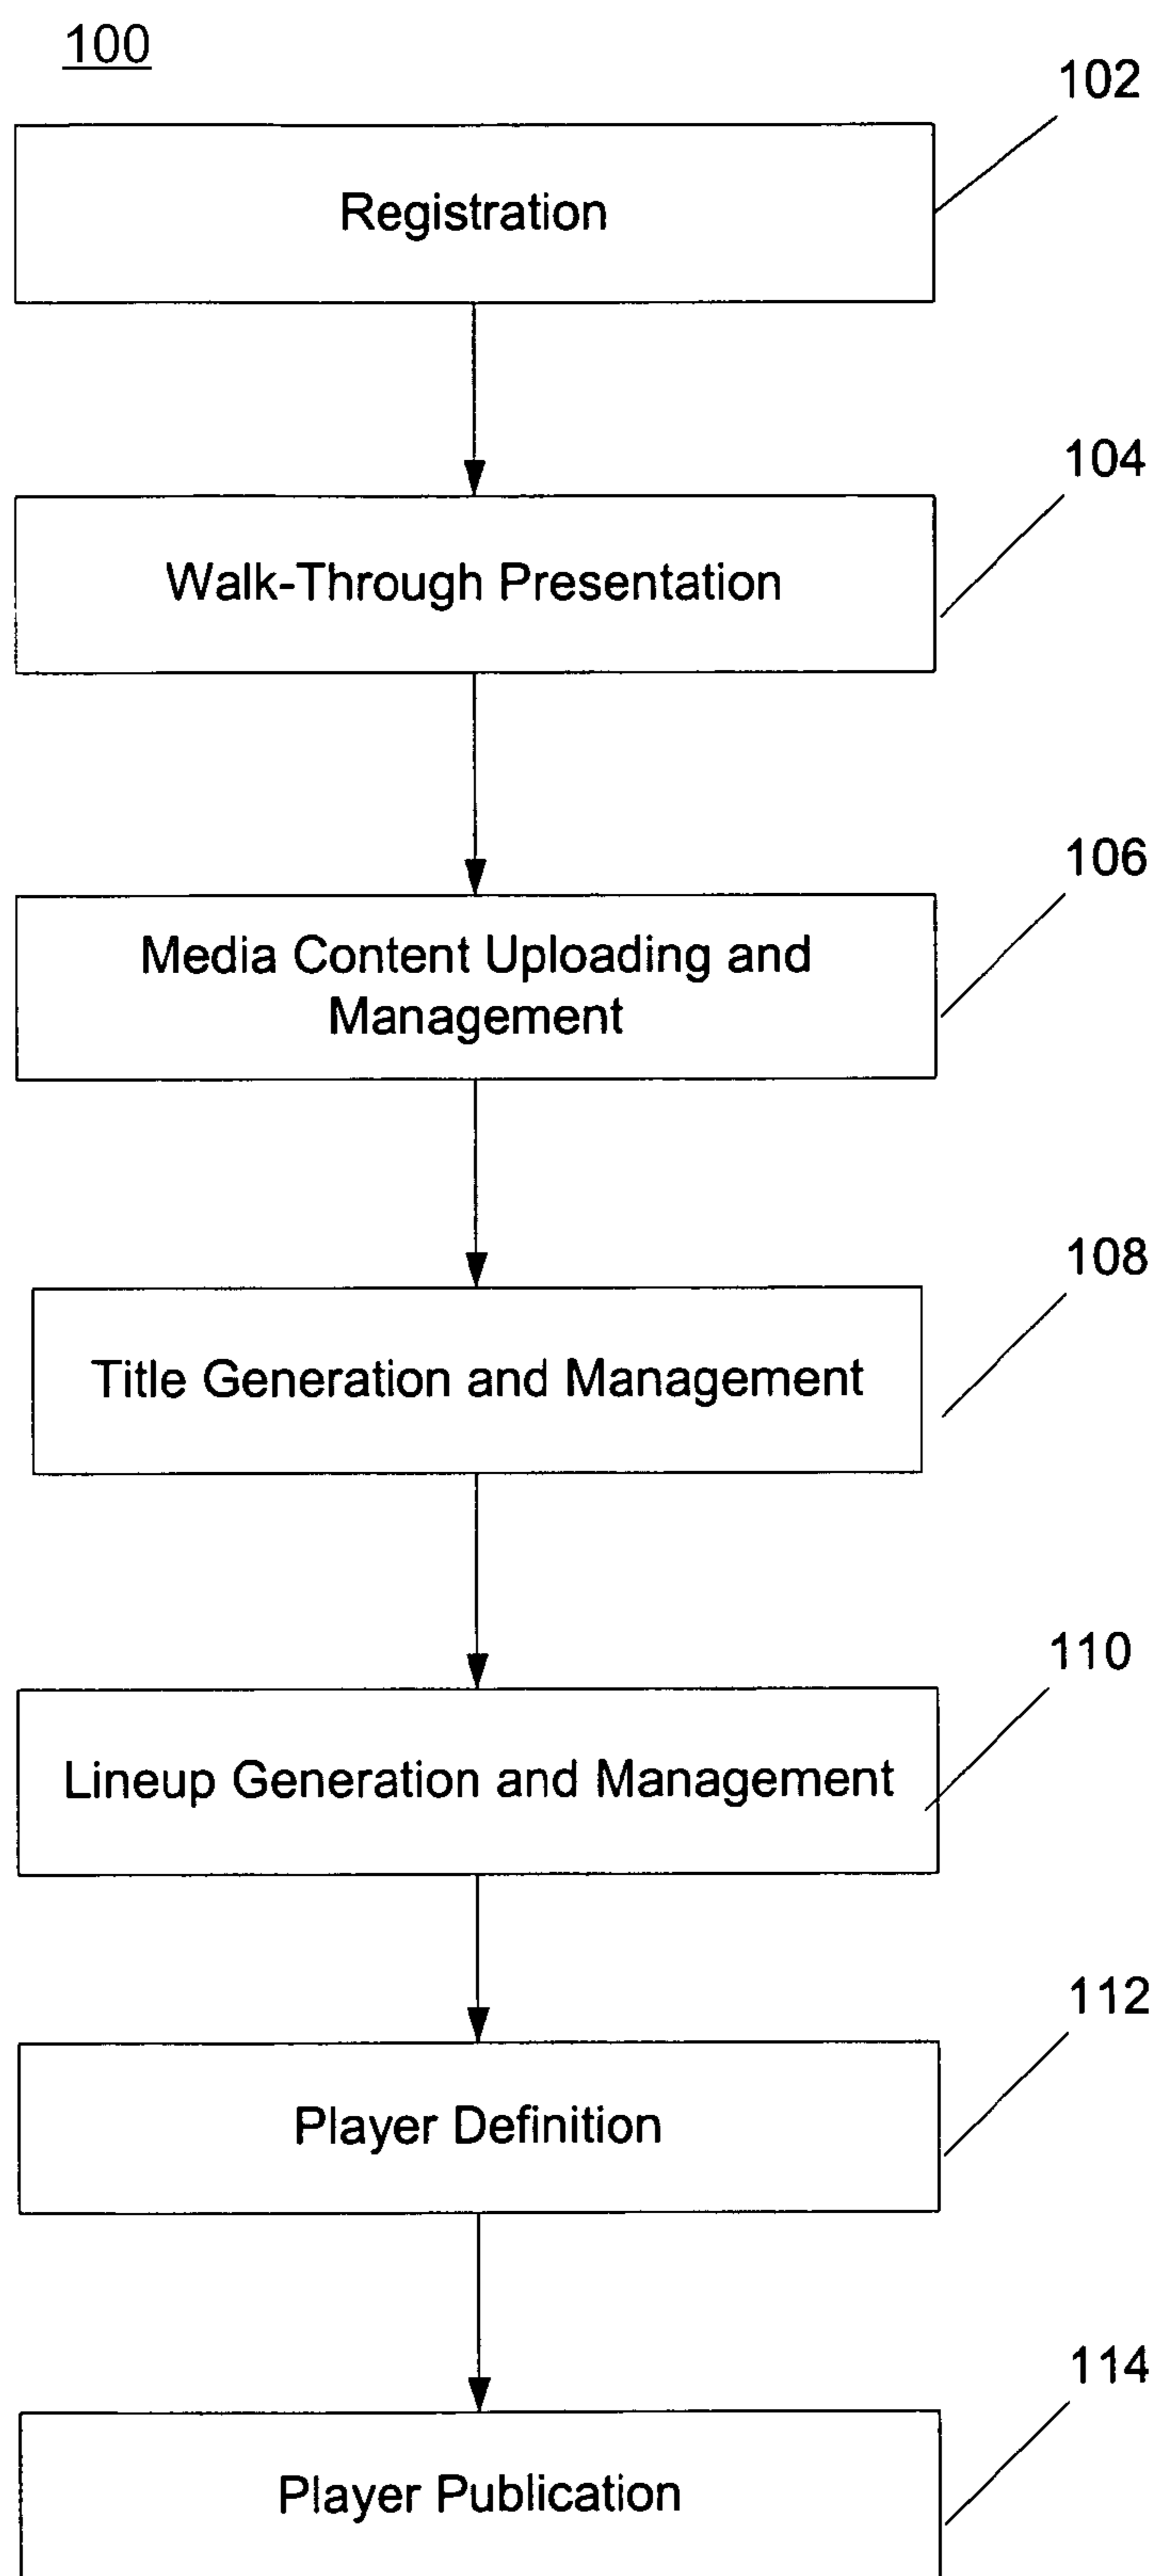 100
102
Registration
104
Walk-Through Presentation
106
Media Content Uploading and
Management
108
Title Generation and Management
110
Lineup Generation and Management
112
Player Definition
114
Player Publication